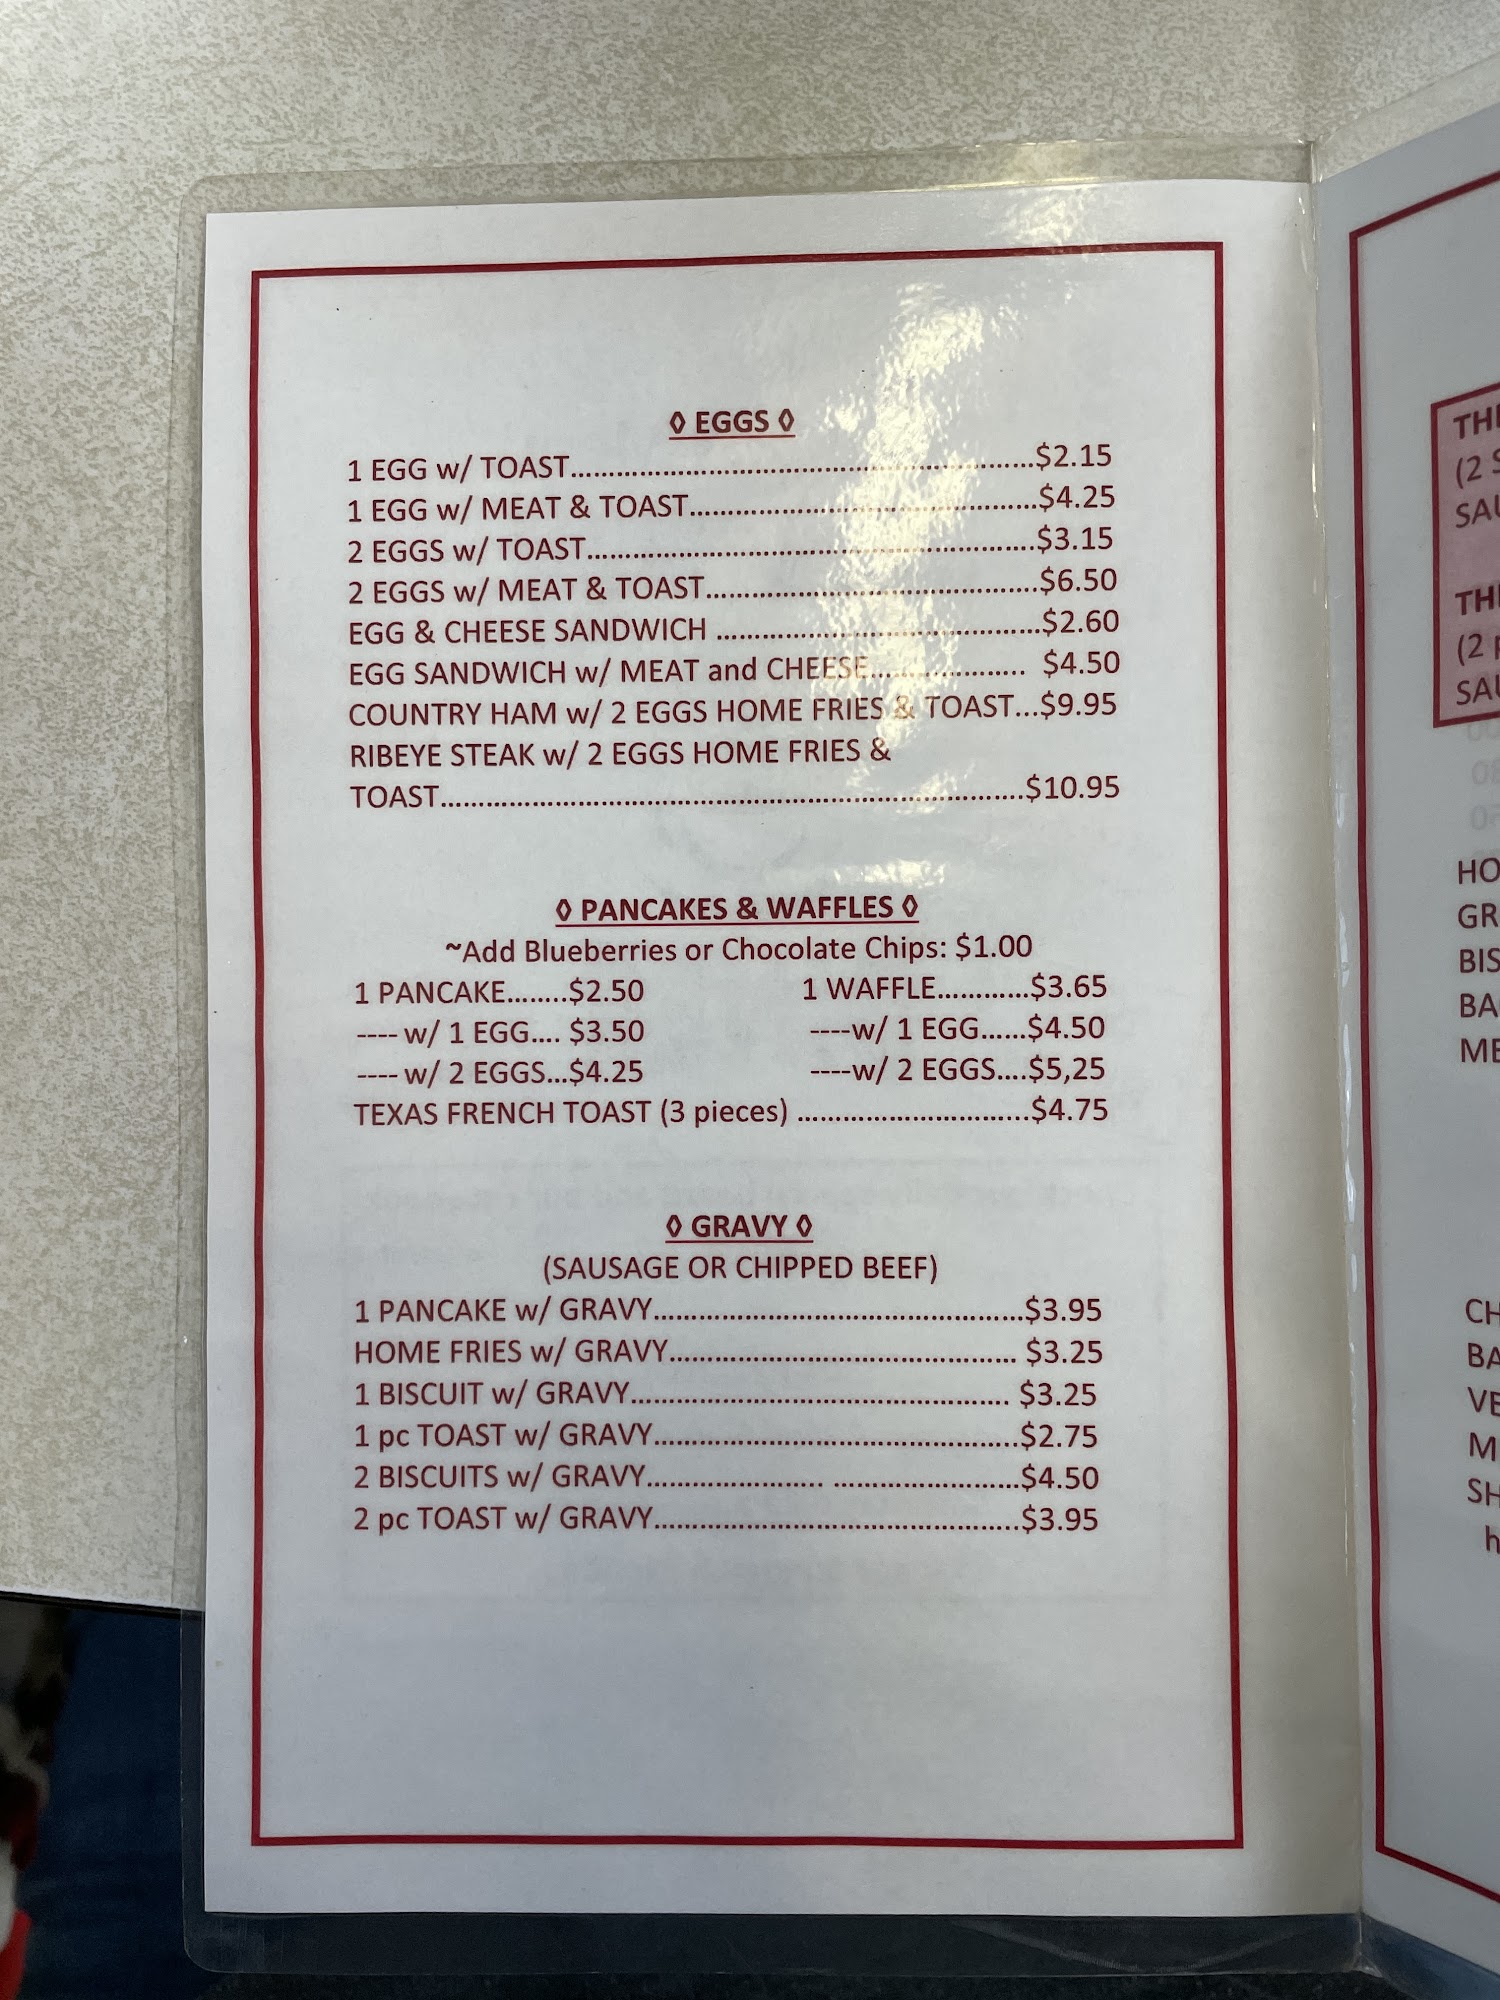 ◊ EGGS ◊
1 EGG w/ TOAST........................................................$2.15
1 EGG w/ MEAT & TOAST..........................................$4.25
2 EGGS w/ TOAST......................................................$3.15
2 EGGS w/ MEAT & TOAST........................................$6.50
EGG & CHEESE SANDWICH .......................................$2.60
EGG SANDWICH w/ MEAT and CHEESE................... $4.50
COUNTRY HAM w/ 2 EGGS HOME FRIES & TOAST...$9.95
RIBEYE STEAK w/ 2 EGGS HOME FRIES &
TOAST.......................................................................$10.95
◊ PANCAKES & WAFFLES ◊
~Add Blueberries or Chocolate Chips: $1.00
1 PANCAKE........$2.50 1 WAFFLE............$3.65
---- w/ 1 EGG.... $3.50 ----w/ 1 EGG......$4.50
---- w/ 2 EGGS...$4.25 ----w/ 2 EGGS....$5,25
TEXAS FRENCH TOAST (3 pieces) ..............................$4.75
◊ GRAVY ◊
(SAUSAGE OR CHIPPED BEEF)
1 PANCAKE w/ GRAVY................................................$3.95
HOME FRIES w/ GRAVY............................................. $3.25
1 BISCUIT w/ GRAVY................................................. $3.25
1 pc TOAST w/ GRAVY...............................................$2.75
2 BISCUITS w/ GRAVY....................... ........................$4.50
2 pc TOAST w/ GRAVY...............................................$3.95
(2